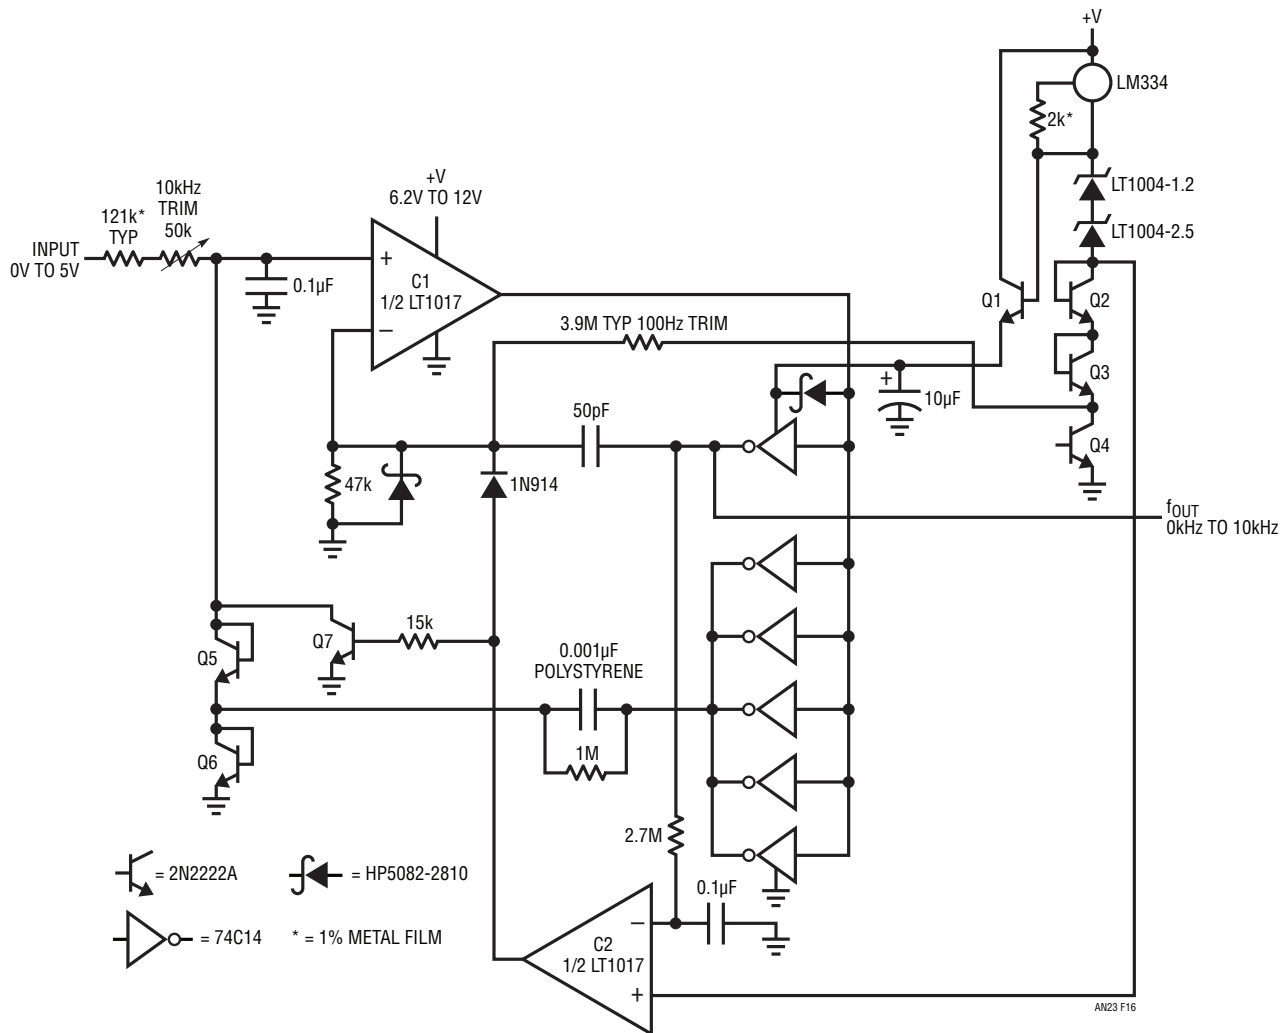 +V
LM334
2k*
LT1004-1.2
LT1004-2.5
+V
6.2V TO 12V
10kHz
TRIM
50k
121k*
TYP
INPUT
0V TO 5V
0.1µF
+
C1
1/2 LT1017
–
Q1
Q2
3.9M TYP 100Hz TRIM
Q3
+
10µF
50pF
Q4
47k
1N914
fOUT
0kHz TO 10kHz
15k
Q7
Q5
0.001µF
POLYSTYRENE
1M
Q6
2.7M
= 2N2222A
= HP5082-2810
0.1µF
= 74C14
* = 1% METAL FILM
–
C2
1/2 LT1017
+
AN23 F16